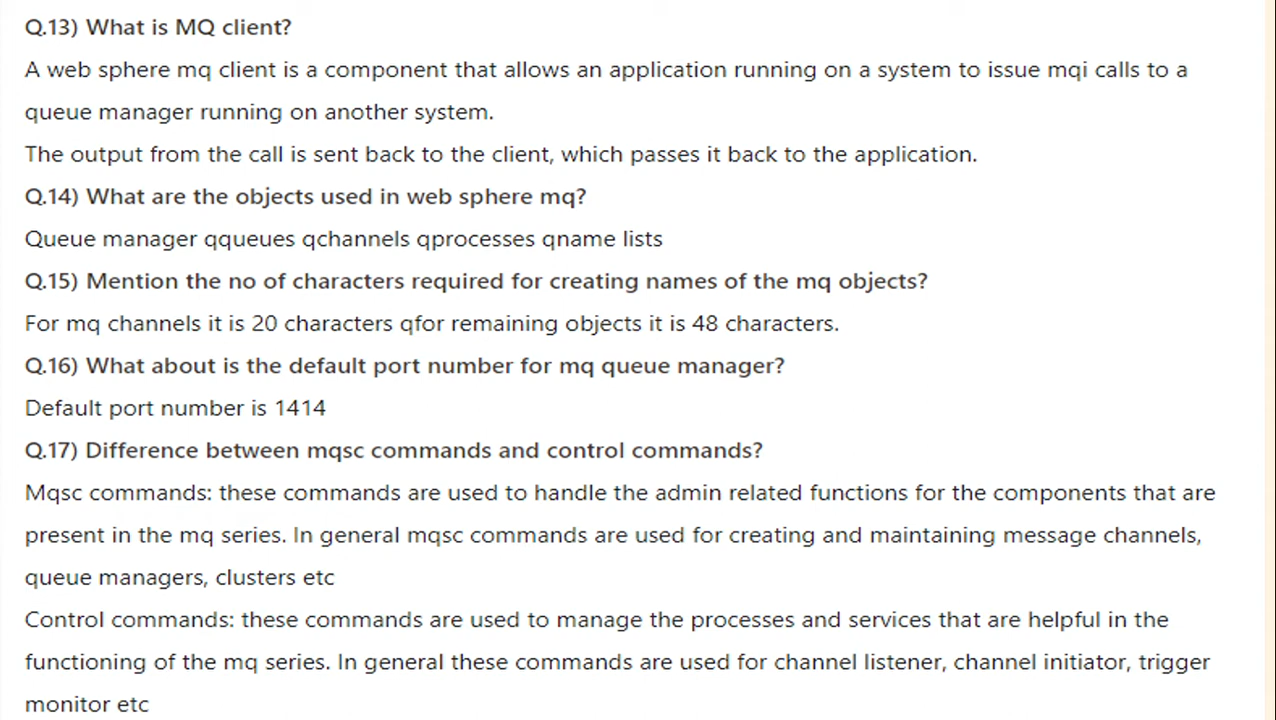 Q.13) What is MQ client?
A web sphere mq client is a component that allows an application running on a system to issue mqi calls to a
queue manager running on another system.
The output from the call is sent back to the client, which passes it back to the application.
Q.14) What are the objects used in web sphere mq?
Queue manager qqueues qchannels qprocesses qname lists
Q.15) Mention the no of characters required for creating names of the mq objects?
For mq channels it is 20 characters qfor remaining objects it is 48 characters.
Q.16) What about is the default port number for mq queue manager?
Default port number is 1414
Q.17) Difference between mqsc commands and control commands?
Mqsc commands: these commands are used to handle the admin related functions for the components that are
present in the mq series. In general mqsc commands are used for creating and maintaining message channels,
queue managers, clusters etc
Control commands: these commands are used to manage the processes and services that are helpful in the
functioning of the mq series. In general these commands are used for channel listener, channel initiator, trigger
monitor etc